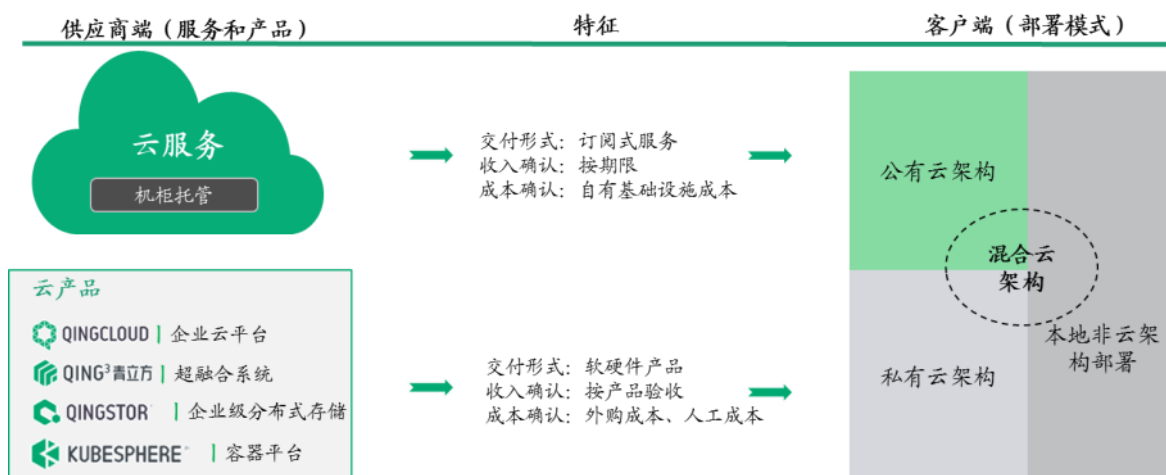 供应商端（服务和产品）
特征
客户端（部署模式）
云服务
机柜托管
交付形式：订阅式服务
收入确认：按期限
成本确认：自有基础设施成本
公有云架构
混合云
架构
云产品
QINGCLOUD | 企业云平台
QING³青立方 | 超融合系统
QINGSTOR | 企业级分布式存储
KUBESPHERE | 容器平台
交付形式：软硬件产品
收入确认：按产品验收
成本确认：外购成本、人工成本
私有云架构
本地非云架
构部署